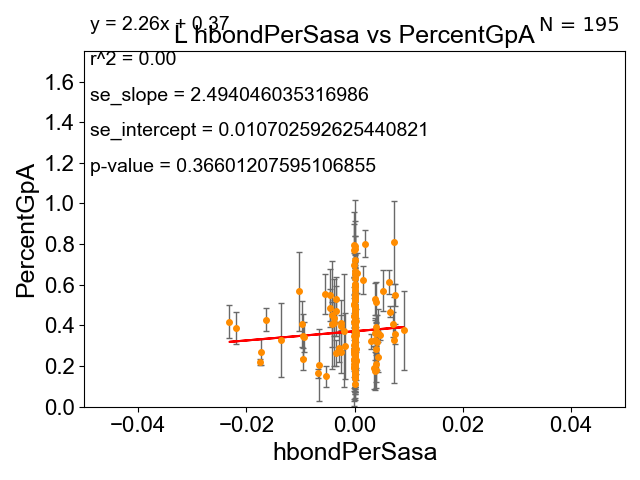 y = 2.26x + 0.37
N = 195
L hbondPerSasa vs PercentGpA
r^2 = 0.00
se_slope = 2.494046035316986
se_intercept = 0.010702592625440821
p-value = 0.36601207595106855
PercentGpA
1.6
1.4
1.2
1.0
0.8
0.6
0.4
0.2
0.0
−0.04
−0.02
0.00
0.02
0.04
hbondPerSasa